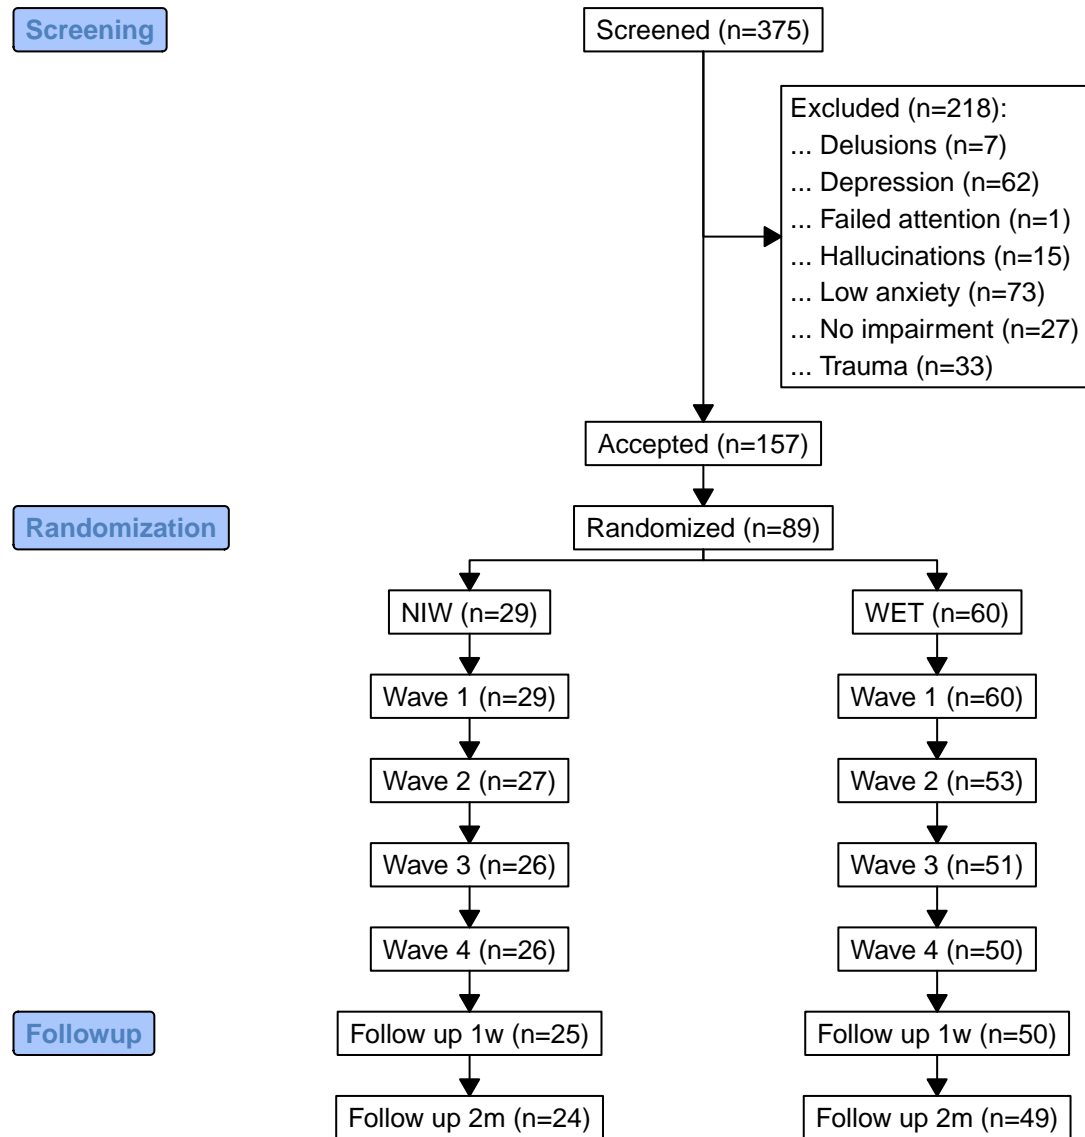 Screening
Screened (n=375)
Excluded (n=218):
... Delusions (n=7)
... Depression (n=62)
... Failed attention (n=1)
... Hallucinations (n=15)
... Low anxiety (n=73)
... No impairment (n=27)
... Trauma (n=33)
Accepted (n=157)
Randomization
Randomized (n=89)
NIW (n=29)
WET (n=60)
Wave 1 (n=29)
Wave 1 (n=60)
Wave 2 (n=27)
Wave 2 (n=53)
Wave 3 (n=26)
Wave 3 (n=51)
Wave 4 (n=26)
Wave 4 (n=50)
Followup
Follow up 1w (n=25)
Follow up 1w (n=50)
Follow up 2m (n=24)
Follow up 2m (n=49)